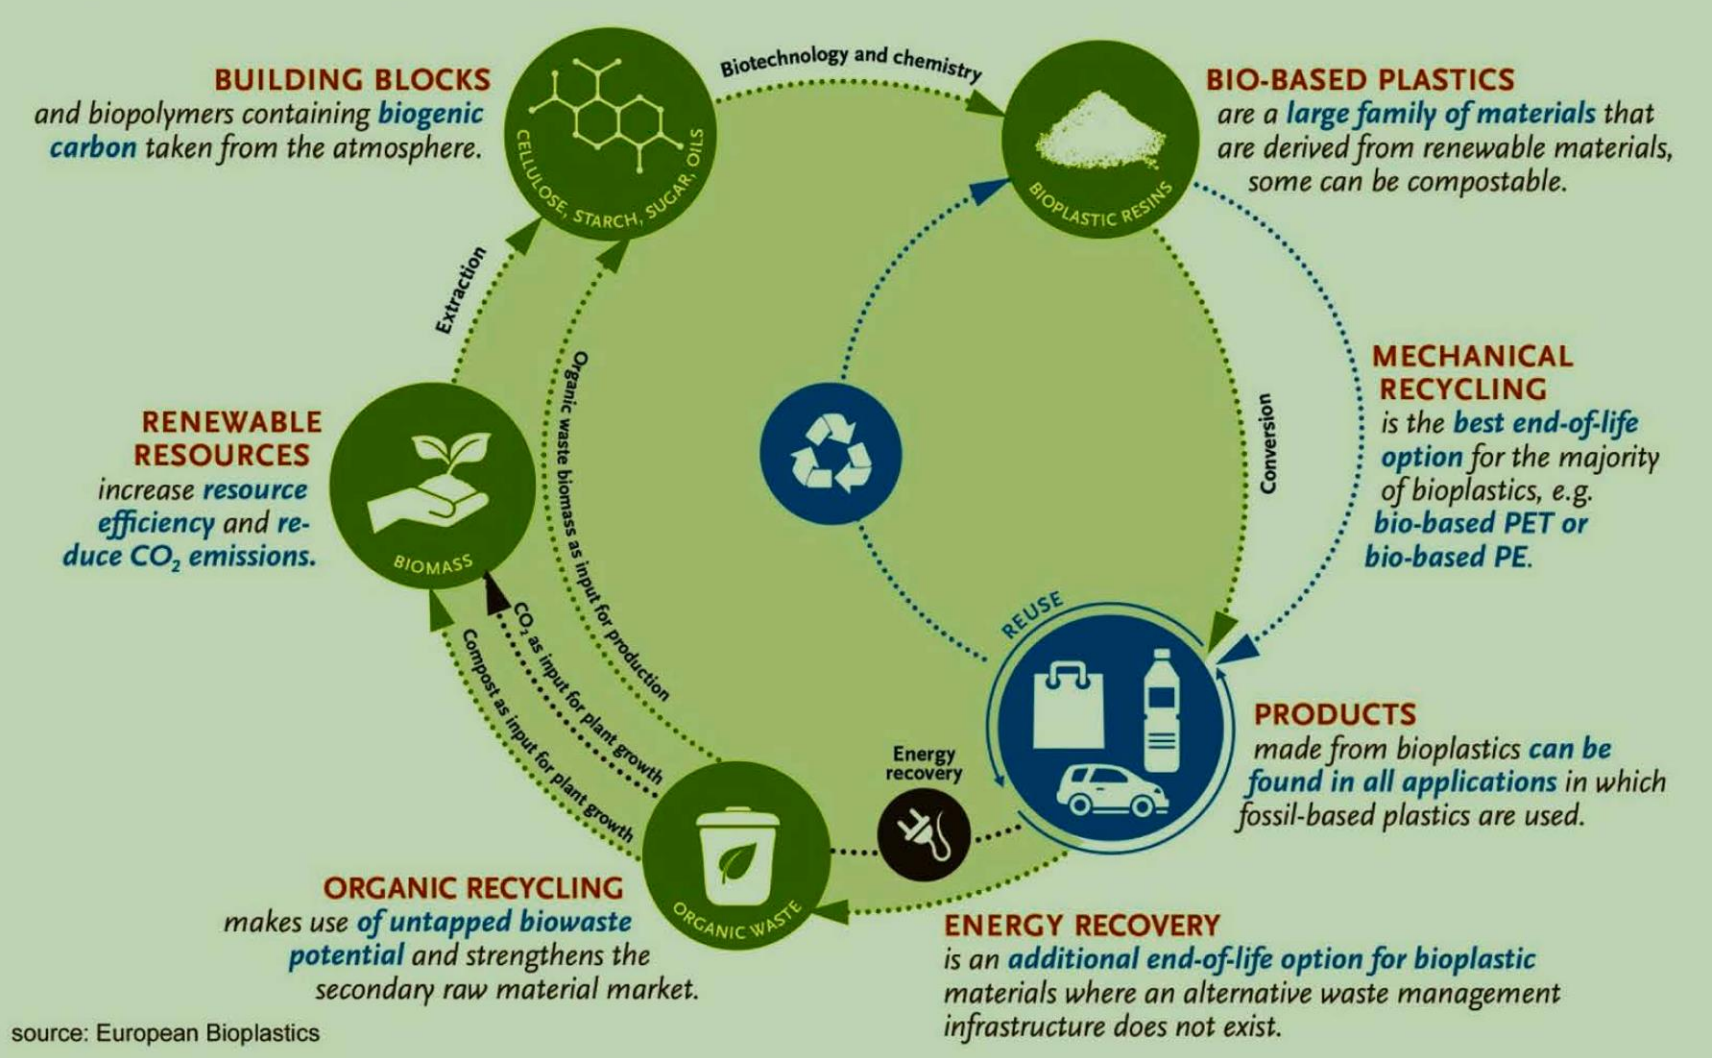 BUILDING BLOCKS
and biopolymers containing biogenic
carbon taken from the atmosphere.
CELLULOSE, STARCH, SUGAR, OILS
Biotechnology and chemistry
BIOPLASTIC RESINS
BIO-BASED PLASTICS
are a large family of materials that
are derived from renewable materials,
some can be compostable.
Extraction
Organic waste biomass as input for production
Conversion
MECHANICAL
RECYCLING
is the best end-of-life
option for the majority
of bioplastics, e.g.
bio-based PET or
bio-based PE.
RENEWABLE
RESOURCES
increase resource
efficiency and re-
duce CO₂ emissions.
BIOMASS
CO₂ as input for plant growth
Compost as input for plant growth
REUSE
PRODUCTS
made from bioplastics can be
found in all applications in which
fossil-based plastics are used.
Energy
recovery
ORGANIC WASTE
ORGANIC RECYCLING
makes use of untapped biowaste
potential and strengthens the
secondary raw material market.
ENERGY RECOVERY
is an additional end-of-life option for bioplastic
materials where an alternative waste management
infrastructure does not exist.
source: European Bioplastics